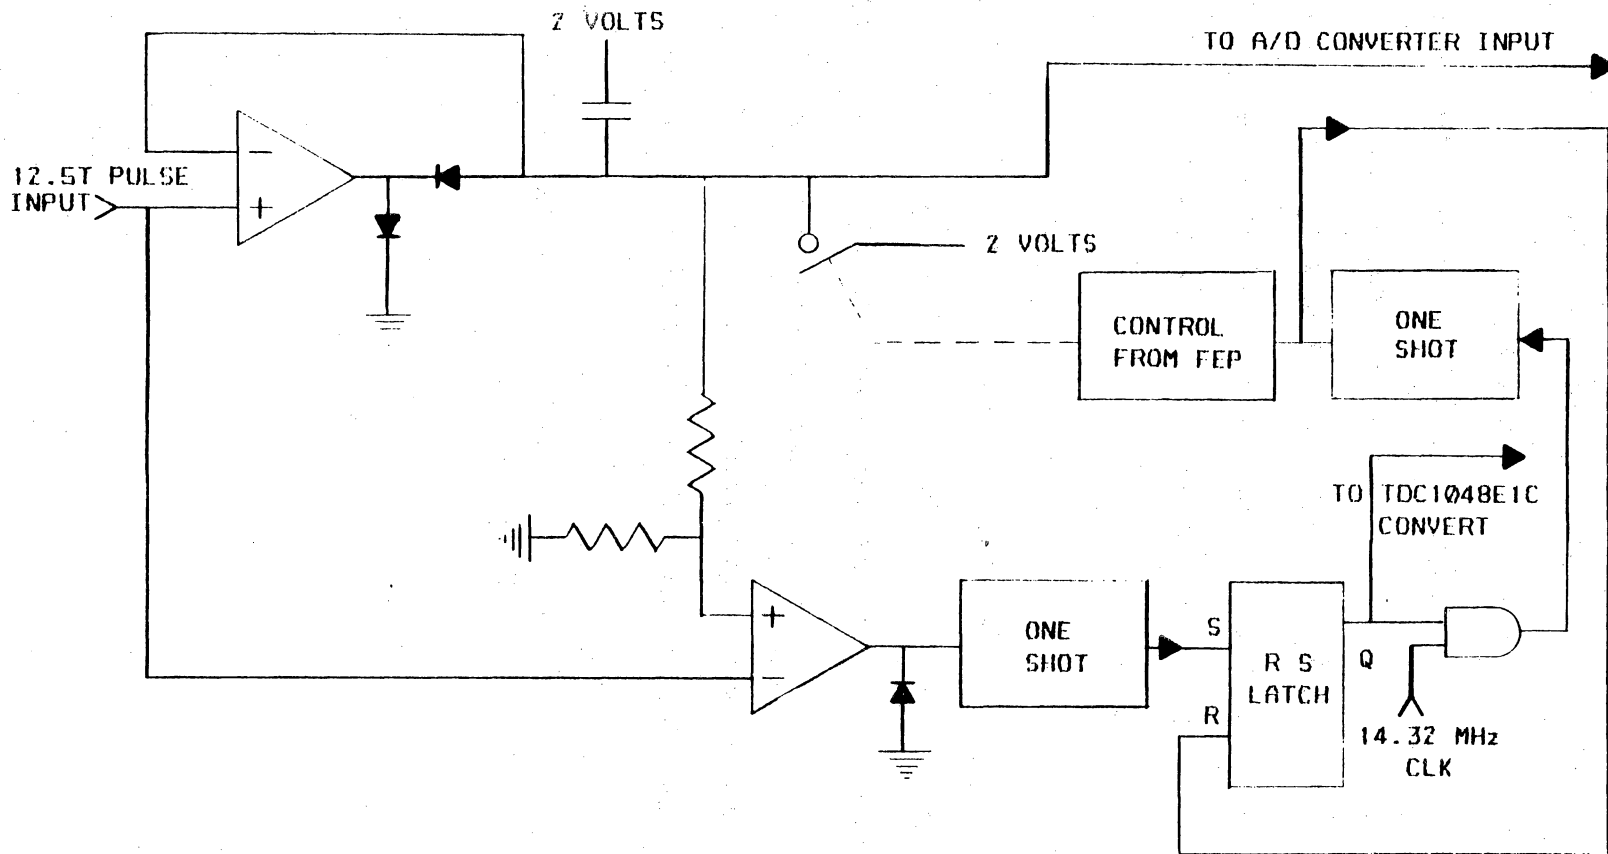 2 VOLTS
TO A/D CONVERTER INPUT
12.5T PULSE
INPUT
−
+
2 VOLTS
CONTROL
FROM FEP
ONE
SHOT
TO TDC1048E1C
CONVERT
+
−
ONE
SHOT
S
R S
LATCH
R
Q
14.32 MHz
CLK